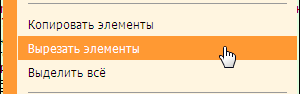 Копировать элементы
Вырезать элементы
Выделить всё